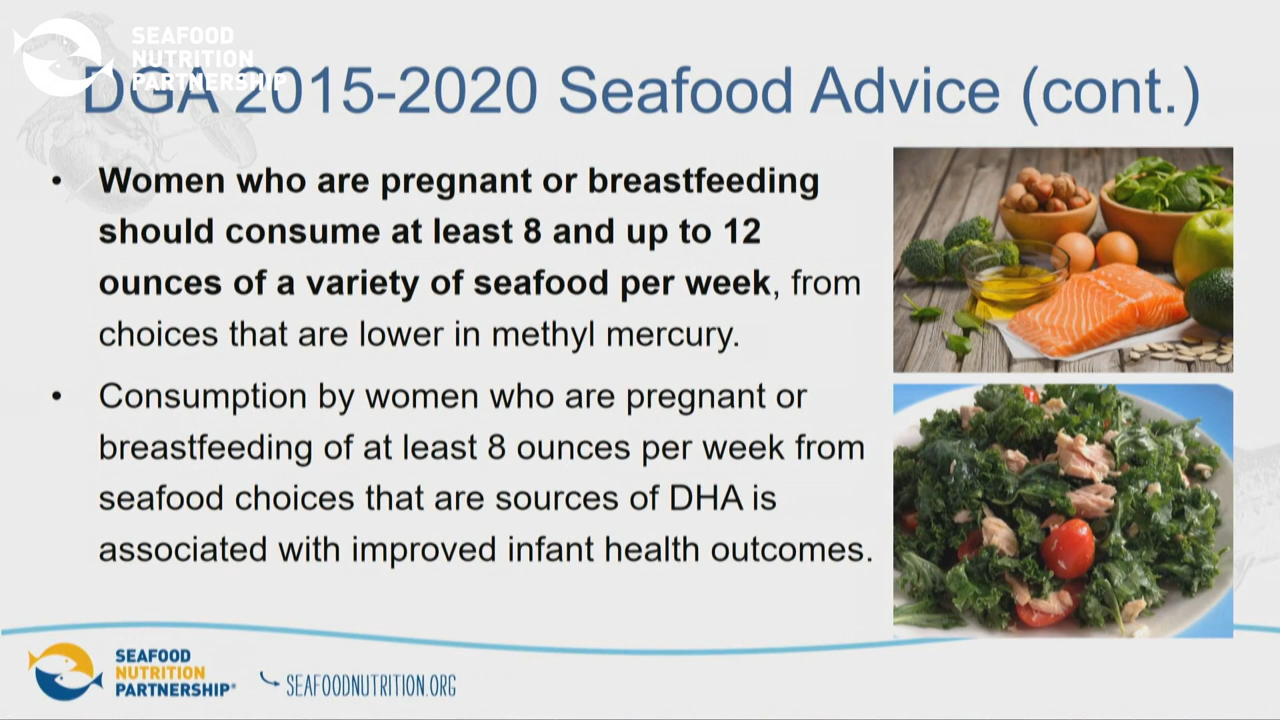 SEAFOOD
NUTRITION
PARTNERSHIP
DGA 2015-2020 Seafood Advice (cont.)
• Women who are pregnant or breastfeeding
should consume at least 8 and up to 12
ounces of a variety of seafood per week, from
choices that are lower in methyl mercury.
• Consumption by women who are pregnant or
breastfeeding of at least 8 ounces per week from
seafood choices that are sources of DHA is
associated with improved infant health outcomes.
SEAFOOD
NUTRITION
PARTNERSHIP®
SEAFOODNUTRITION.ORG